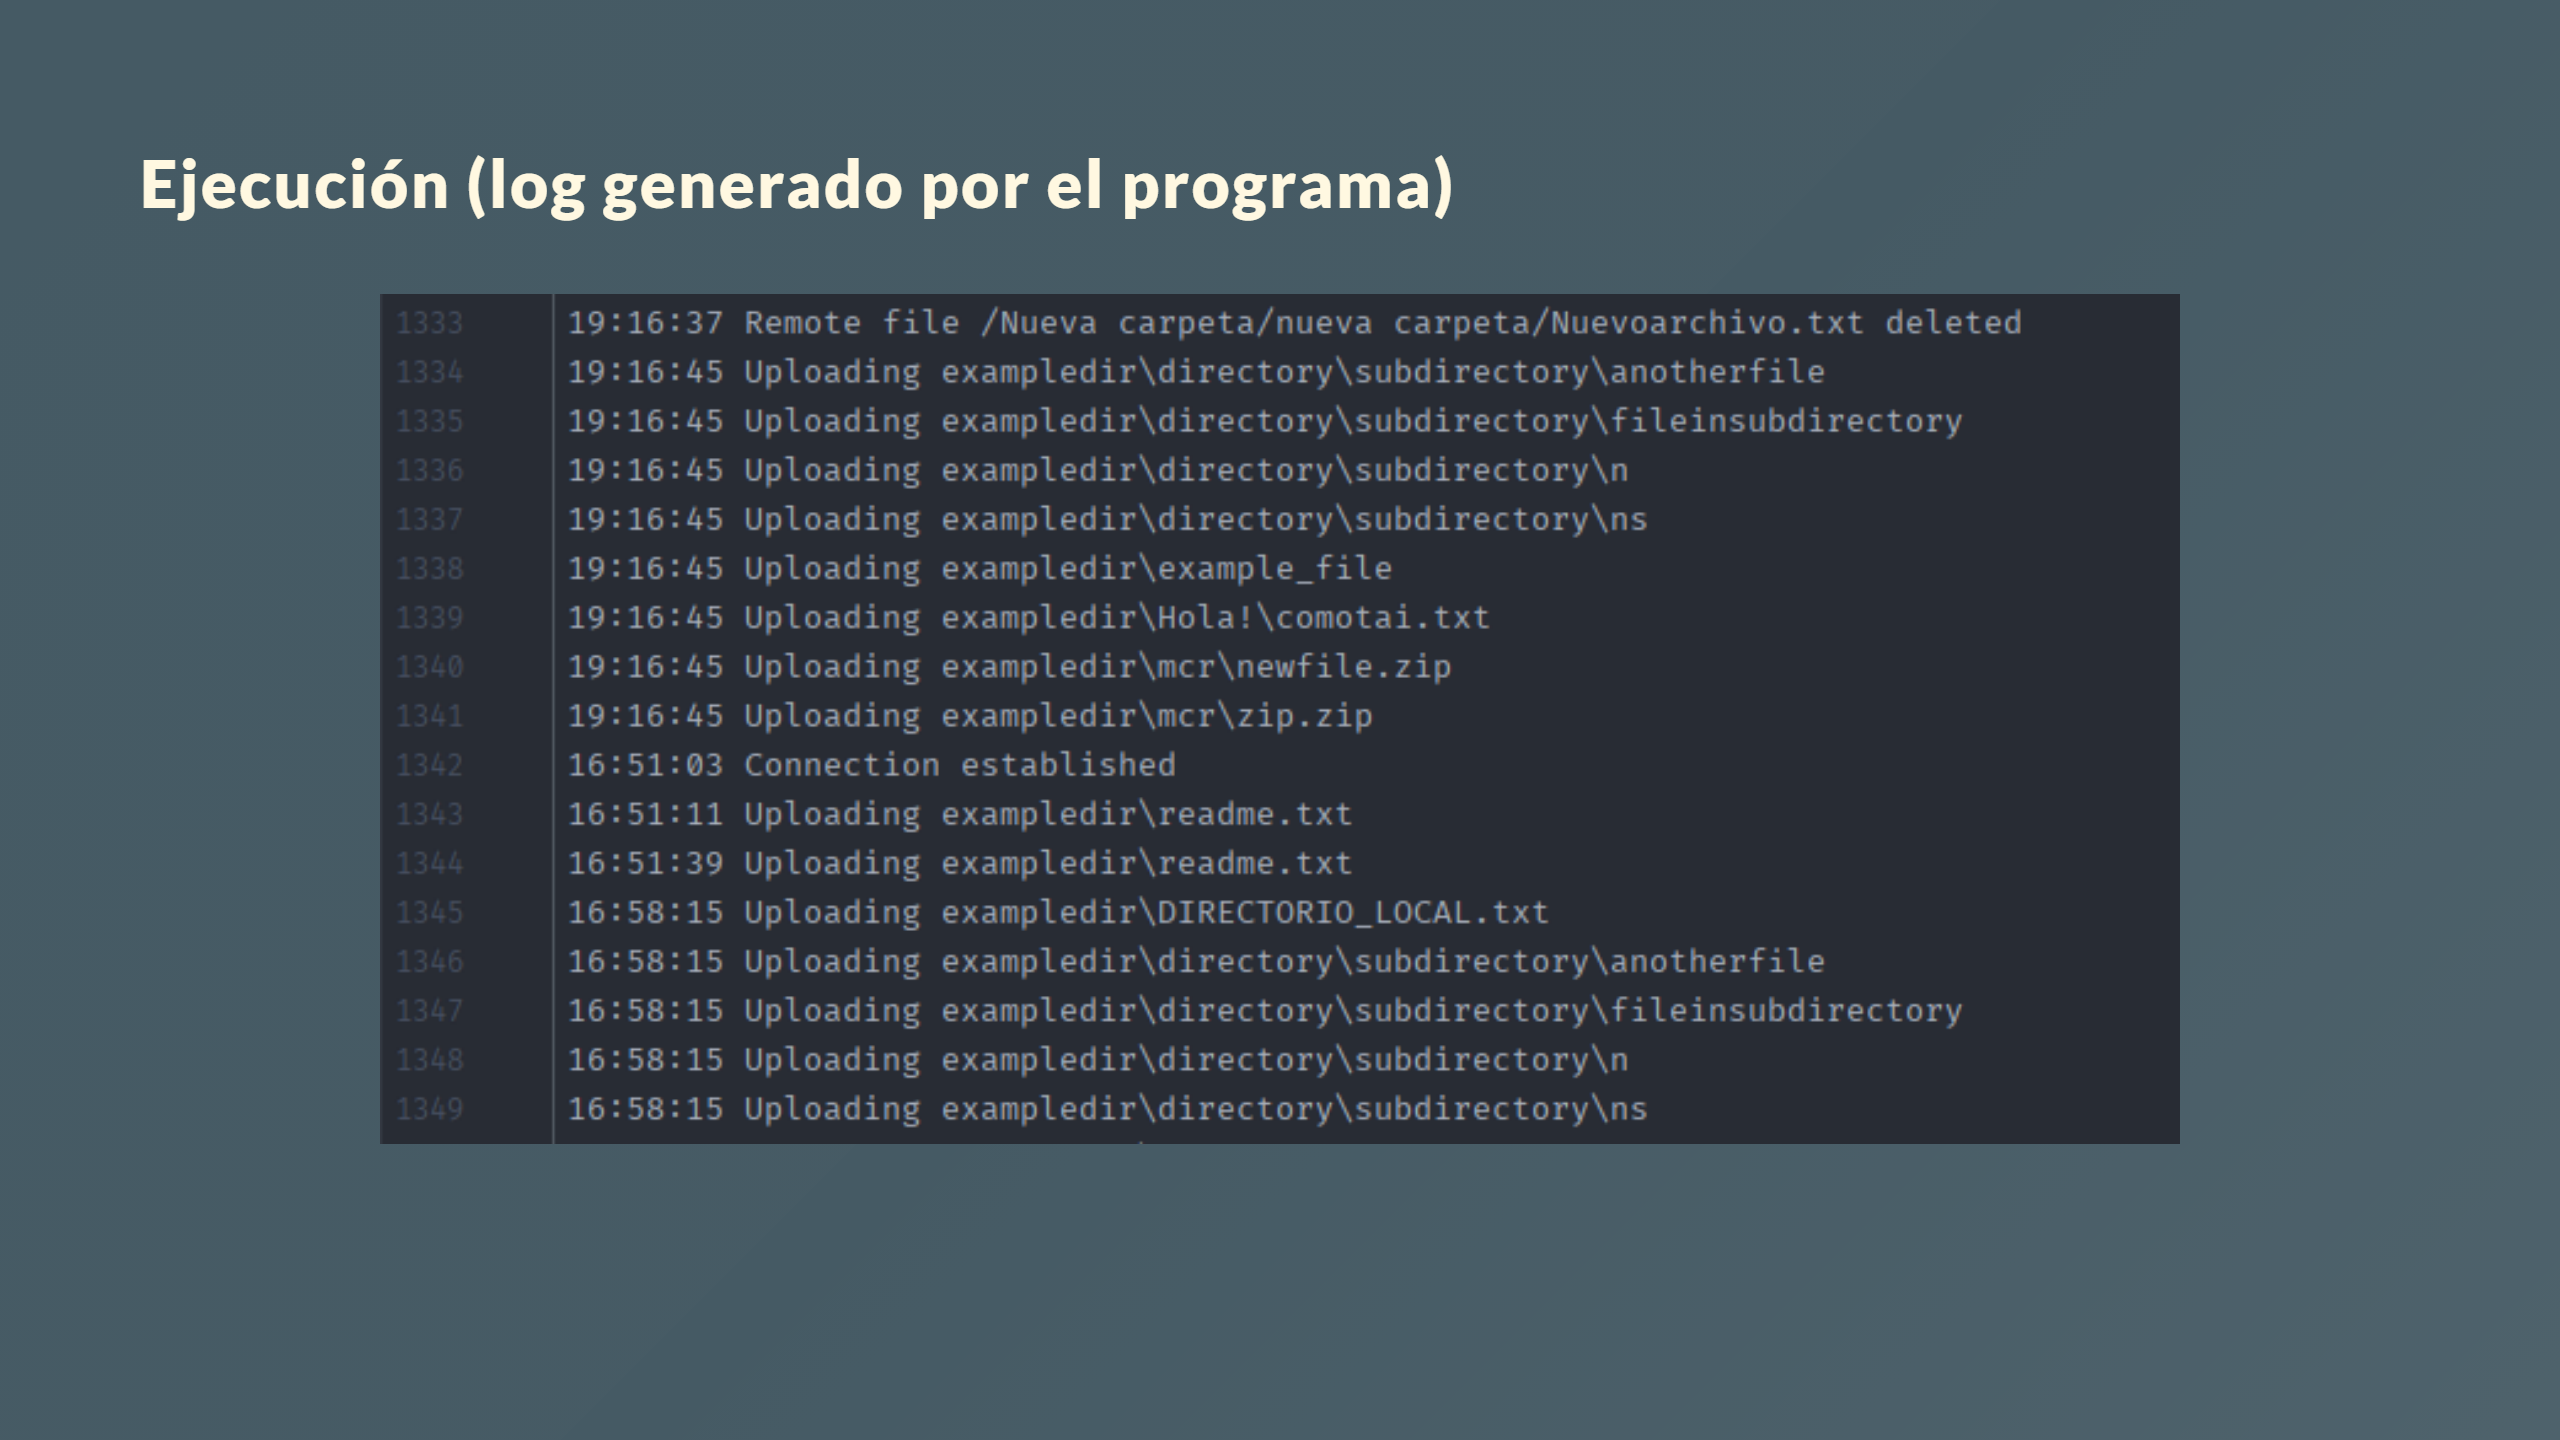 Ejecución (log generado por el programa)
1333 19:16:37 Remote file /Nueva carpeta/nueva carpeta/Nuevoarchivo.txt deleted
1334 19:16:45 Uploading exampledir\directory\subdirectory\anotherfile
1335 19:16:45 Uploading exampledir\directory\subdirectory\fileinsubdirectory
1336 19:16:45 Uploading exampledir\directory\subdirectory\n
1337 19:16:45 Uploading exampledir\directory\subdirectory\ns
1338 19:16:45 Uploading exampledir\example_file
1339 19:16:45 Uploading exampledir\Hola!\comotai.txt
1340 19:16:45 Uploading exampledir\mcr\newfile.zip
1341 19:16:45 Uploading exampledir\mcr\zip.zip
1342 16:51:03 Connection established
1343 16:51:11 Uploading exampledir\readme.txt
1344 16:51:39 Uploading exampledir\readme.txt
1345 16:58:15 Uploading exampledir\DIRECTORIO_LOCAL.txt
1346 16:58:15 Uploading exampledir\directory\subdirectory\anotherfile
1347 16:58:15 Uploading exampledir\directory\subdirectory\fileinsubdirectory
1348 16:58:15 Uploading exampledir\directory\subdirectory\n
1349 16:58:15 Uploading exampledir\directory\subdirectory\ns